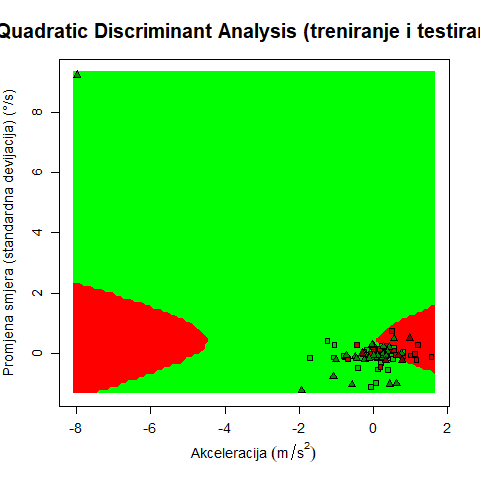 Quadratic Discriminant Analysis (treniranje i testiran
Promjena smjera (standardna devijacija) (°/s)
8
6
4
2
0
-8 -6 -4 -2 0 2
Akceleracija (m/s²)